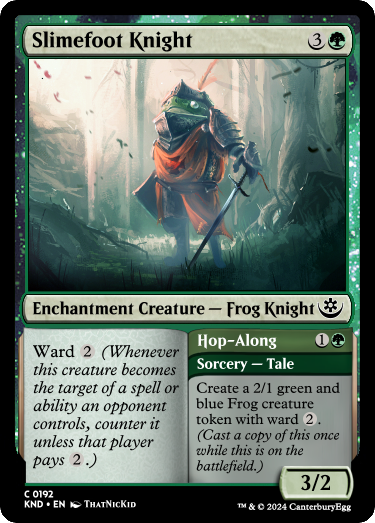 Slimefoot Knight 3
Enchantment Creature — Frog Knight
Ward 2 (Whenever
this creature becomes
the target of a spell or
ability an opponent
controls, counter it
unless that player
pays 2.)
Hop-Along 1
Sorcery — Tale
Create a 2/1 green and
blue Frog creature
token with ward 2.
(Cast a copy of this once
while this is on the
battlefield.)
3/2
C 0192
KND • EN ThatNicKid
™ & © 2024 CanterburyEgg